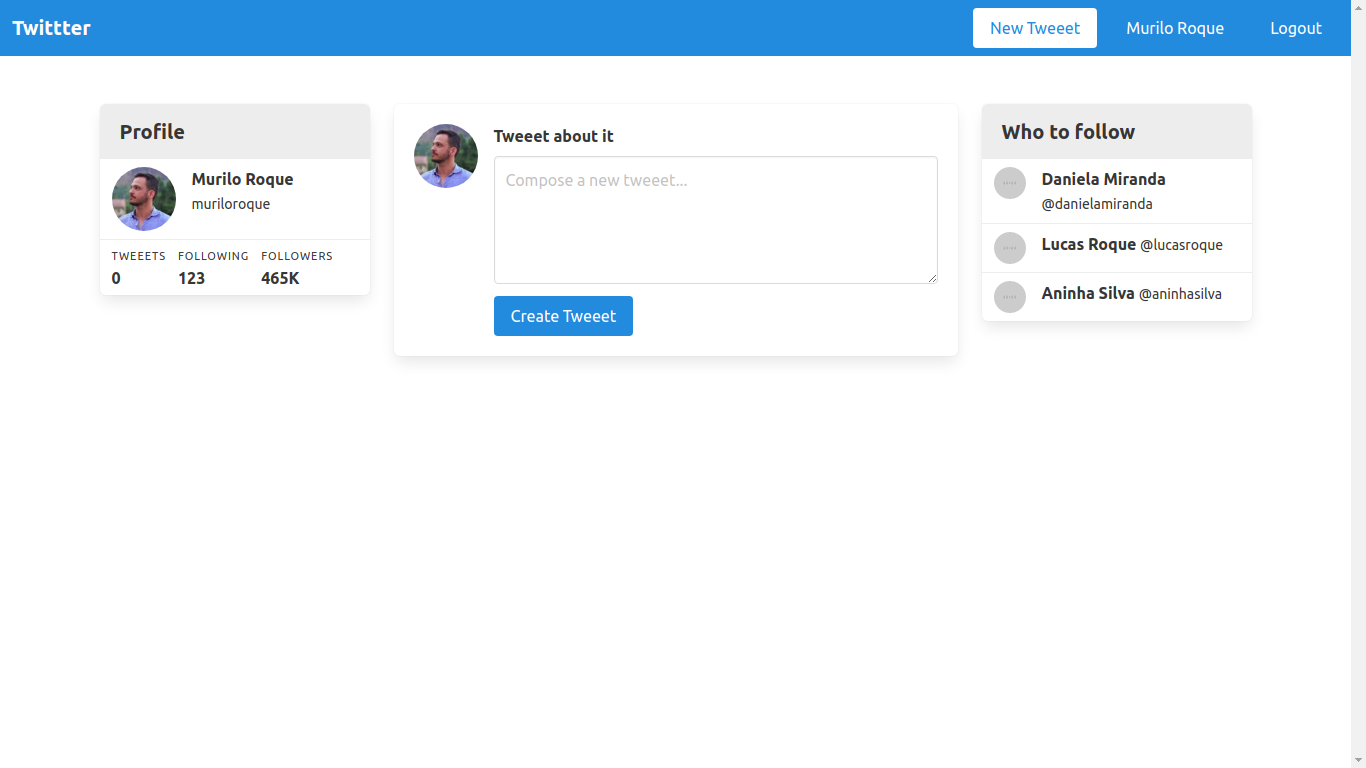 Twittter
New Tweeet
Murilo Roque
Logout
Profile
Murilo Roque
muriloroque
TWEEETS FOLLOWING FOLLOWERS
0 123 465K
Tweeet about it
Compose a new tweeet...
Create Tweeet
Who to follow
Daniela Miranda
@danielamiranda
Lucas Roque @lucasroque
Aninha Silva @aninhasilva